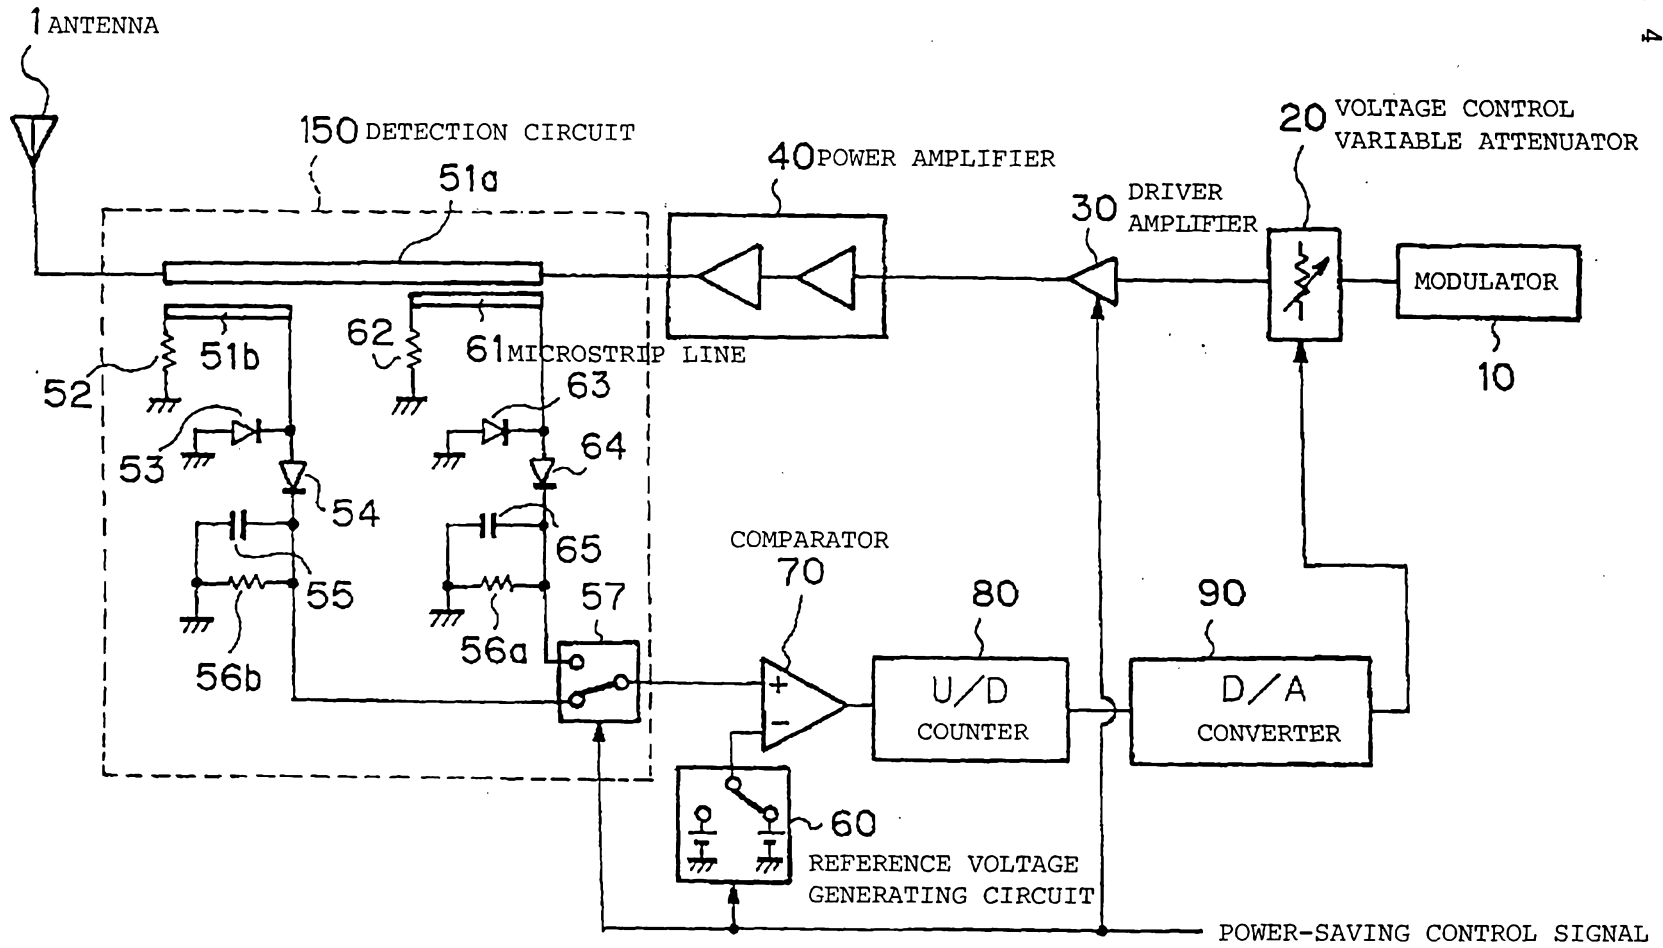 4
1 ANTENNA
150 DETECTION CIRCUIT
51a
40 POWER AMPLIFIER
20 VOLTAGE CONTROL
VARIABLE ATTENUATOR
30 DRIVER
AMPLIFIER
MODULATOR
10
52
51b
62
61 MICROSTRIP LINE
63
53
64
54
55
65
56b
56a
57
COMPARATOR
70
+
−
80
U/D
COUNTER
90
D/A
CONVERTER
60
REFERENCE VOLTAGE
GENERATING CIRCUIT
POWER-SAVING CONTROL SIGNAL